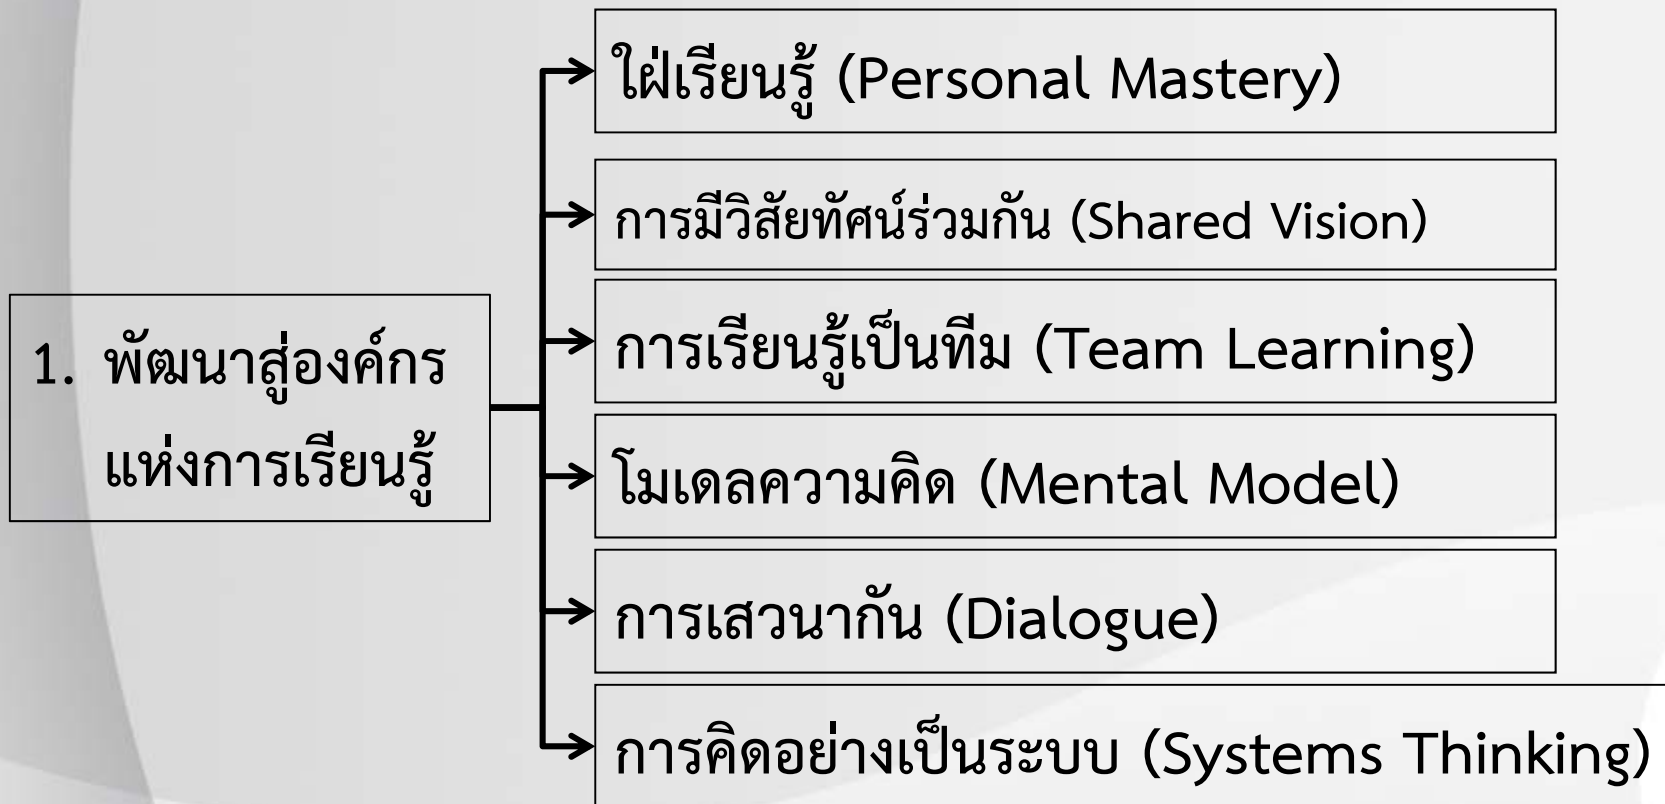 ใฝ่เรียนรู้ (Personal Mastery)
การมีวิสัยทัศน์ร่วมกัน (Shared Vision)
1. พัฒนาสู่องค์กร
แห่งการเรียนรู้
การเรียนรู้เป็นทีม (Team Learning)
โมเดลความคิด (Mental Model)
การเสวนากัน (Dialogue)
การคิดอย่างเป็นระบบ (Systems Thinking)